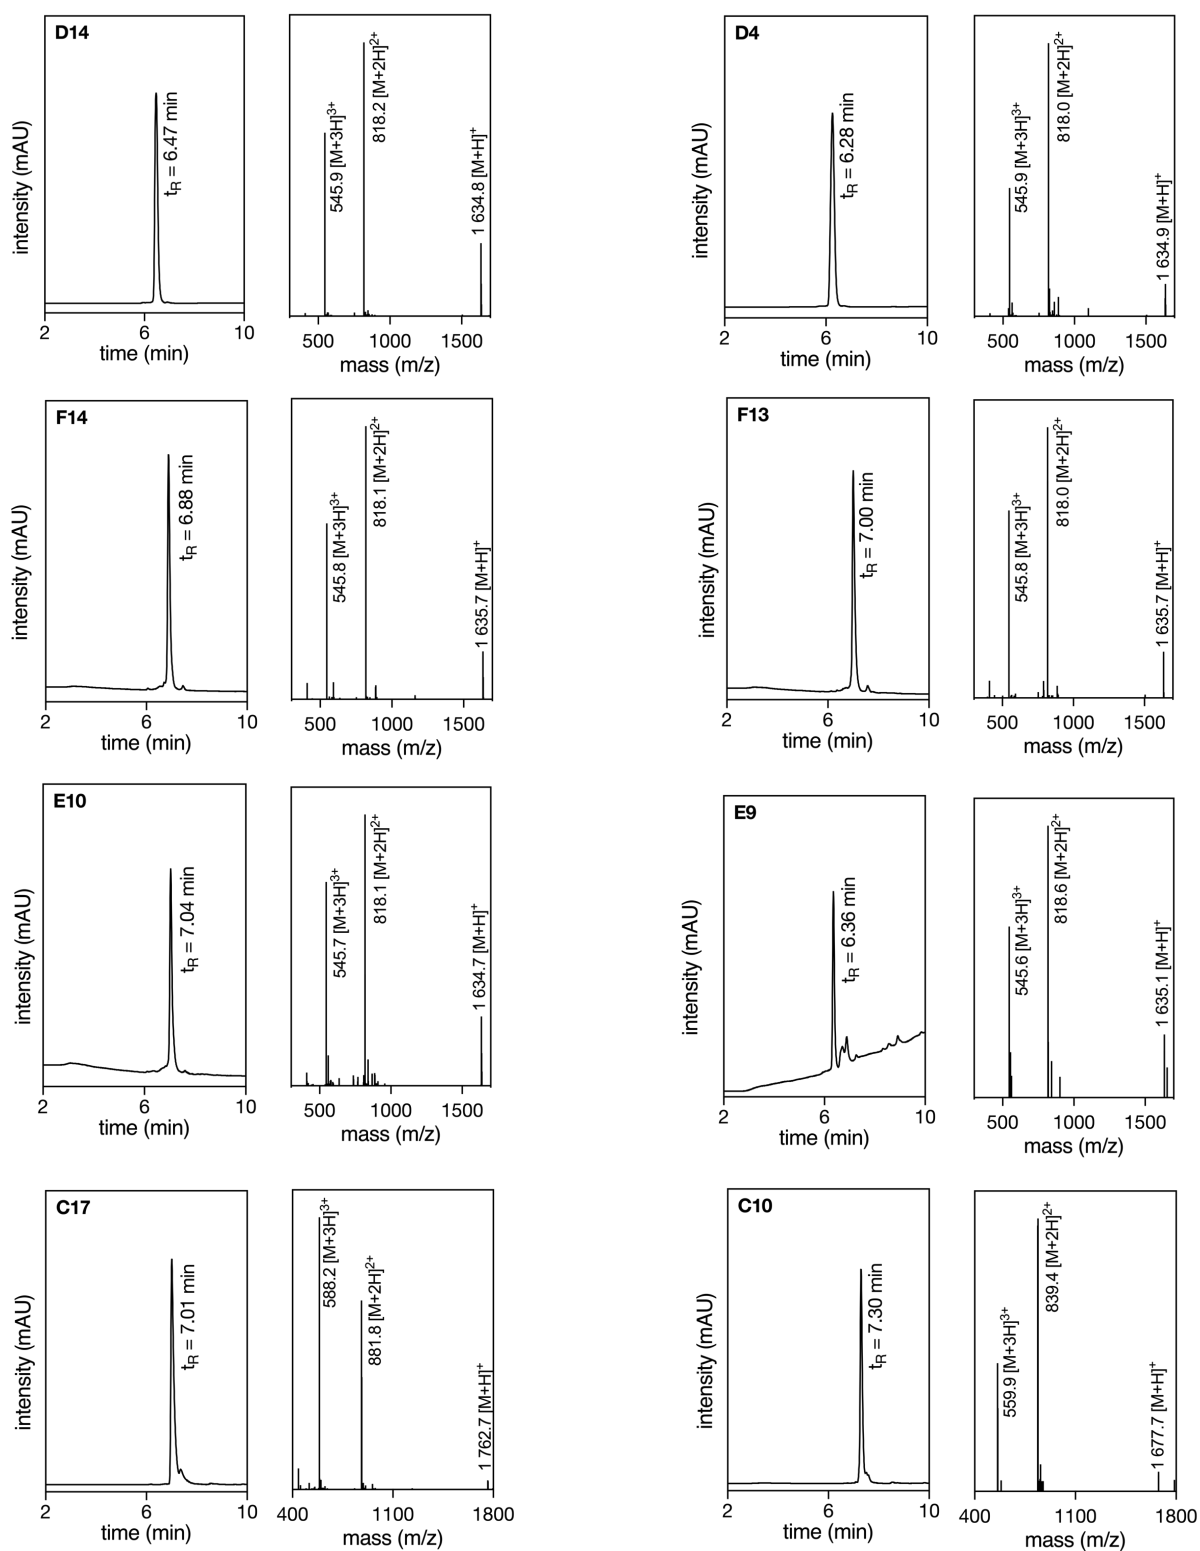 D14
intensity (mAU)
tR = 6.47 min
2 6 10
time (min)
545.9 [M+3H]3+
818.2 [M+2H]2+
1 634.8 [M+H]+
500 1000 1500
mass (m/z)
D4
intensity (mAU)
tR = 6.28 min
2 6 10
time (min)
545.9 [M+3H]3+
818.0 [M+2H]2+
1 634.9 [M+H]+
500 1000 1500
mass (m/z)
F14
intensity (mAU)
tR = 6.88 min
2 6 10
time (min)
545.8 [M+3H]3+
818.1 [M+2H]2+
1 635.7 [M+H]+
500 1000 1500
mass (m/z)
F13
intensity (mAU)
tR = 7.00 min
2 6 10
time (min)
545.8 [M+3H]3+
818.0 [M+2H]2+
1 635.7 [M+H]+
500 1000 1500
mass (m/z)
E10
intensity (mAU)
tR = 7.04 min
2 6 10
time (min)
545.7 [M+3H]3+
818.1 [M+2H]2+
1 634.7 [M+H]+
500 1000 1500
mass (m/z)
E9
intensity (mAU)
tR = 6.36 min
2 6 10
time (min)
545.6 [M+3H]3+
818.6 [M+2H]2+
1 635.1 [M+H]+
500 1000 1500
mass (m/z)
C17
intensity (mAU)
tR = 7.01 min
2 6 10
time (min)
588.2 [M+3H]3+
881.8 [M+2H]2+
1 762.7 [M+H]+
400 1100 1800
mass (m/z)
C10
intensity (mAU)
tR = 7.30 min
2 6 10
time (min)
559.9 [M+3H]3+
839.4 [M+2H]2+
1 677.7 [M+H]+
400 1100 1800
mass (m/z)